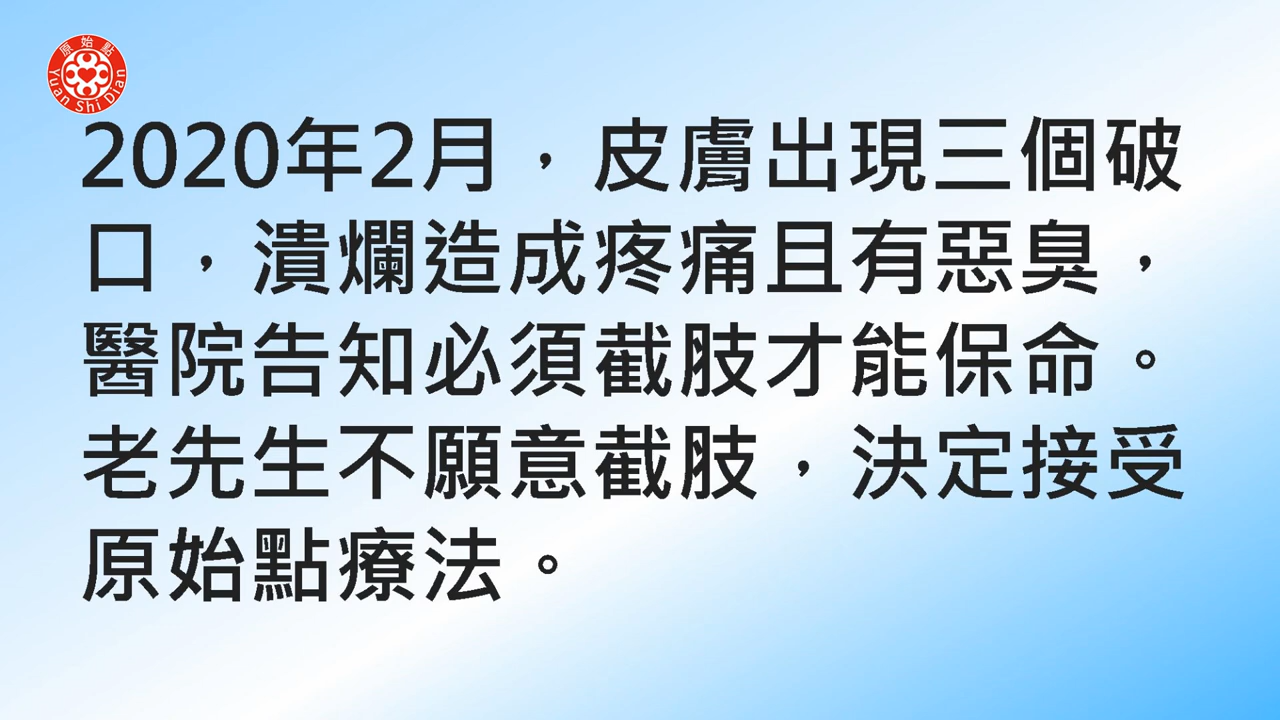 原始點
Yuan Shi Dian
2020年2月，皮膚出現三個破
口，潰爛造成疼痛且有惡臭，
醫院告知必須截肢才能保命。
老先生不願意截肢，決定接受
原始點療法。